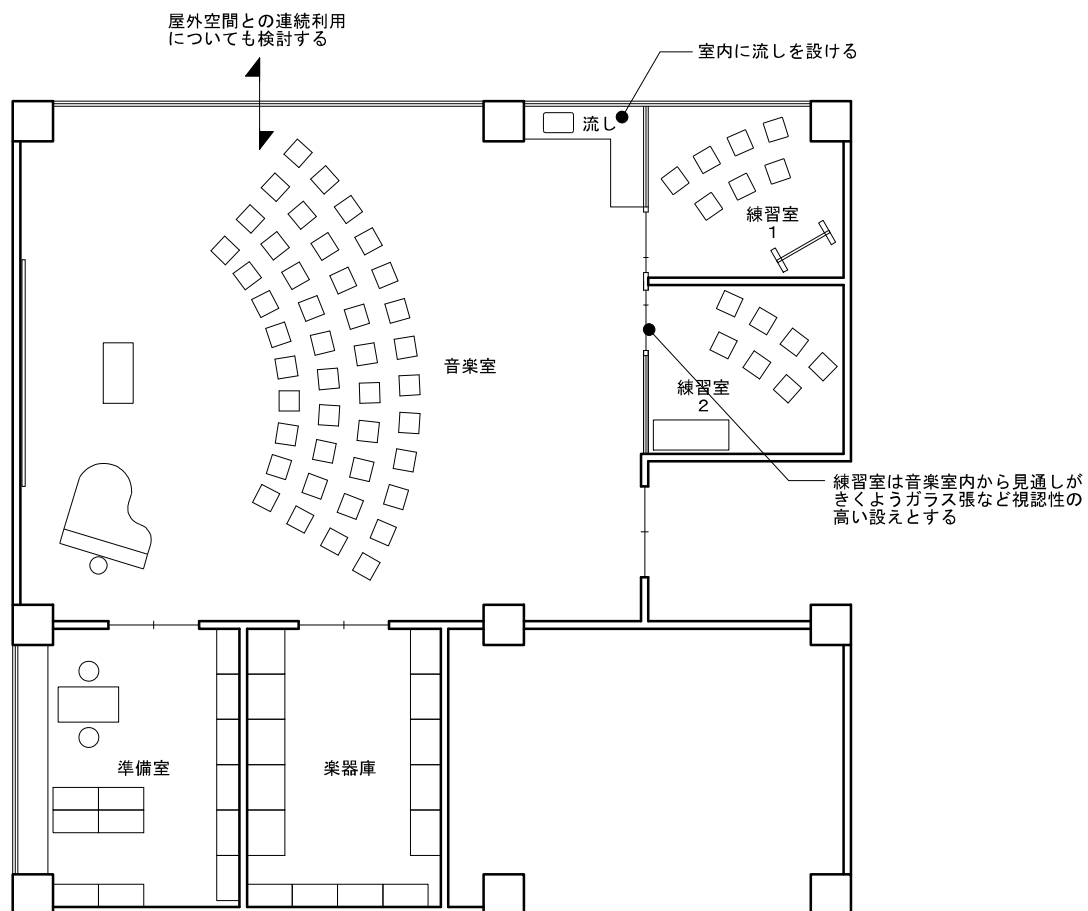 屋外空間との連続利用
についても検討する
室内に流しを設ける
流し
練習室
1
音楽室
練習室
2
練習室は音楽室内から見通しが
きくようガラス張など視認性の
高い設えとする
準備室
楽器庫